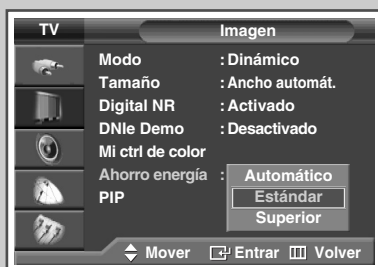 TV Imagen
Modo : Dinámico
Tamaño : Ancho automát.
Digital NR : Activado
DNIe Demo : Desactivado
Mi ctrl de color
Ahorro energía : Automático
PIP Estándar
Superior
Mover Entrar Volver